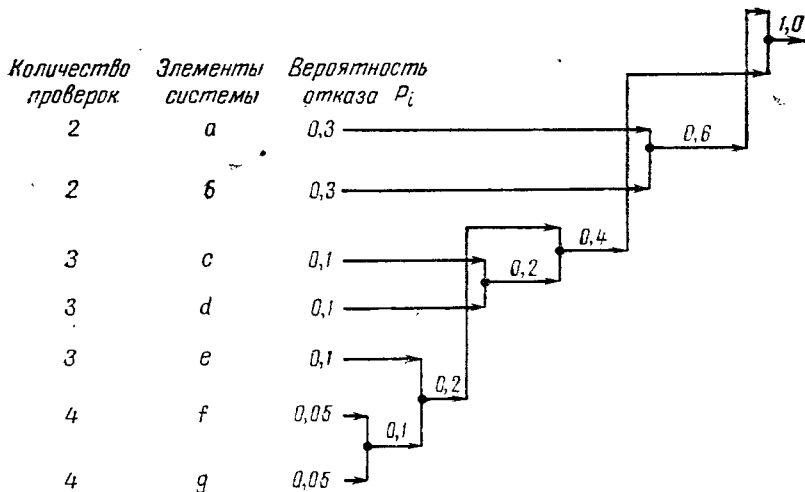 1,0
Количество Элементы Вероятность
проверок системы отказа Pi
2 a 0,3
0,6
2 б 0,3
0,4
3 c 0,1
0,2
3 d 0,1
3 e 0,1
0,2
4 f 0,05
0,1
4 g 0,05